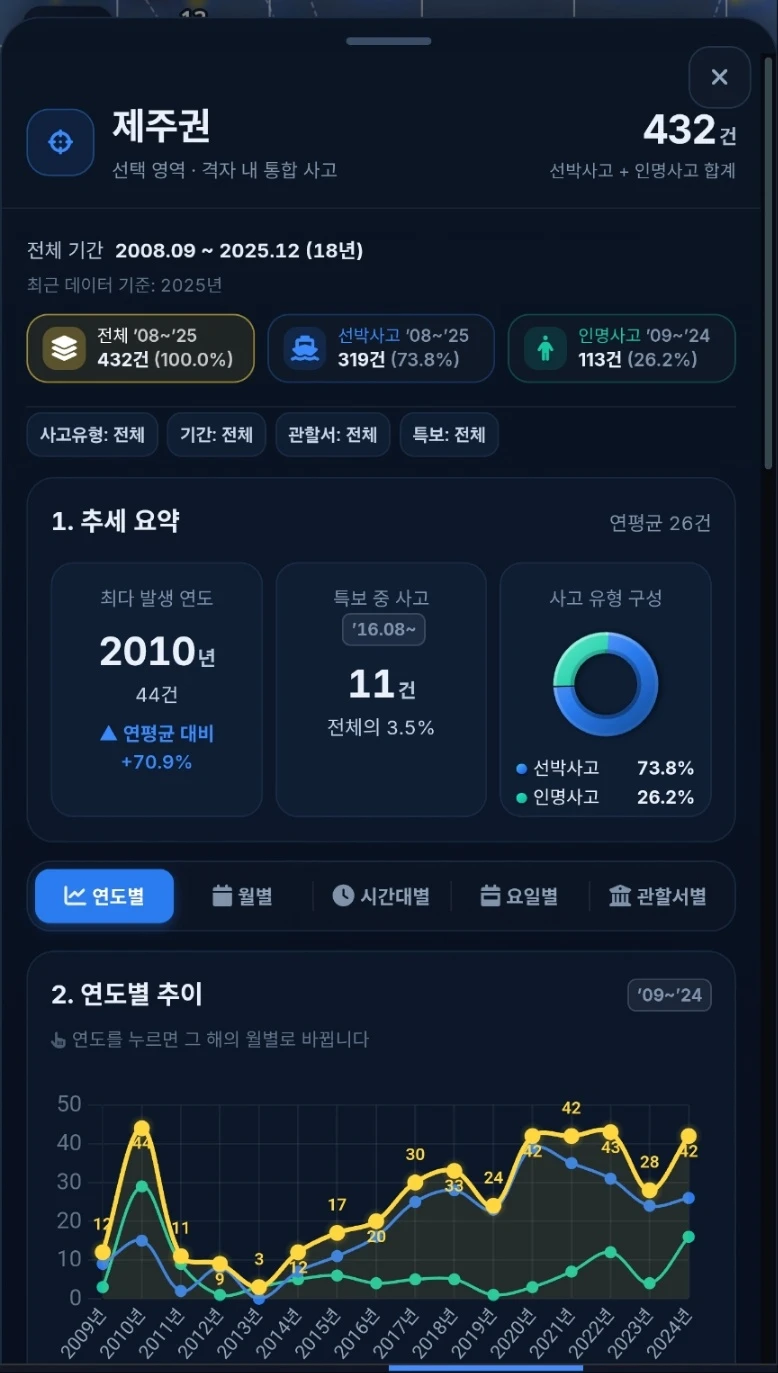 12
제주권
432건
선택 영역 · 격자 내 통합 사고
선박사고 + 인명사고 합계
전체 기간 2008.09 ~ 2025.12 (18년)
최근 데이터 기준: 2025년
전체 ’08~’25
432건 (100.0%)
선박사고 ’08~’25
319건 (73.8%)
인명사고 ’09~’24
113건 (26.2%)
사고유형: 전체
기간: 전체
관할서: 전체
특보: 전체
1. 추세 요약
연평균 26건
최다 발생 연도
2010년
44건
▲ 연평균 대비
+70.9%
특보 중 사고
’16.08~
11건
전체의 3.5%
사고 유형 구성
선박사고 73.8%
인명사고 26.2%
연도별
월별
시간대별
요일별
관할서별
2. 연도별 추이
’09~’24
연도를 누르면 그 해의 월별로 바뀝니다
50
40
30
20
10
0
12
44
11
9
3
12
17
20
30
33
24
42
42
43
28
42
2009년
2010년
2011년
2012년
2013년
2014년
2015년
2016년
2017년
2018년
2019년
2020년
2021년
2022년
2023년
2024년